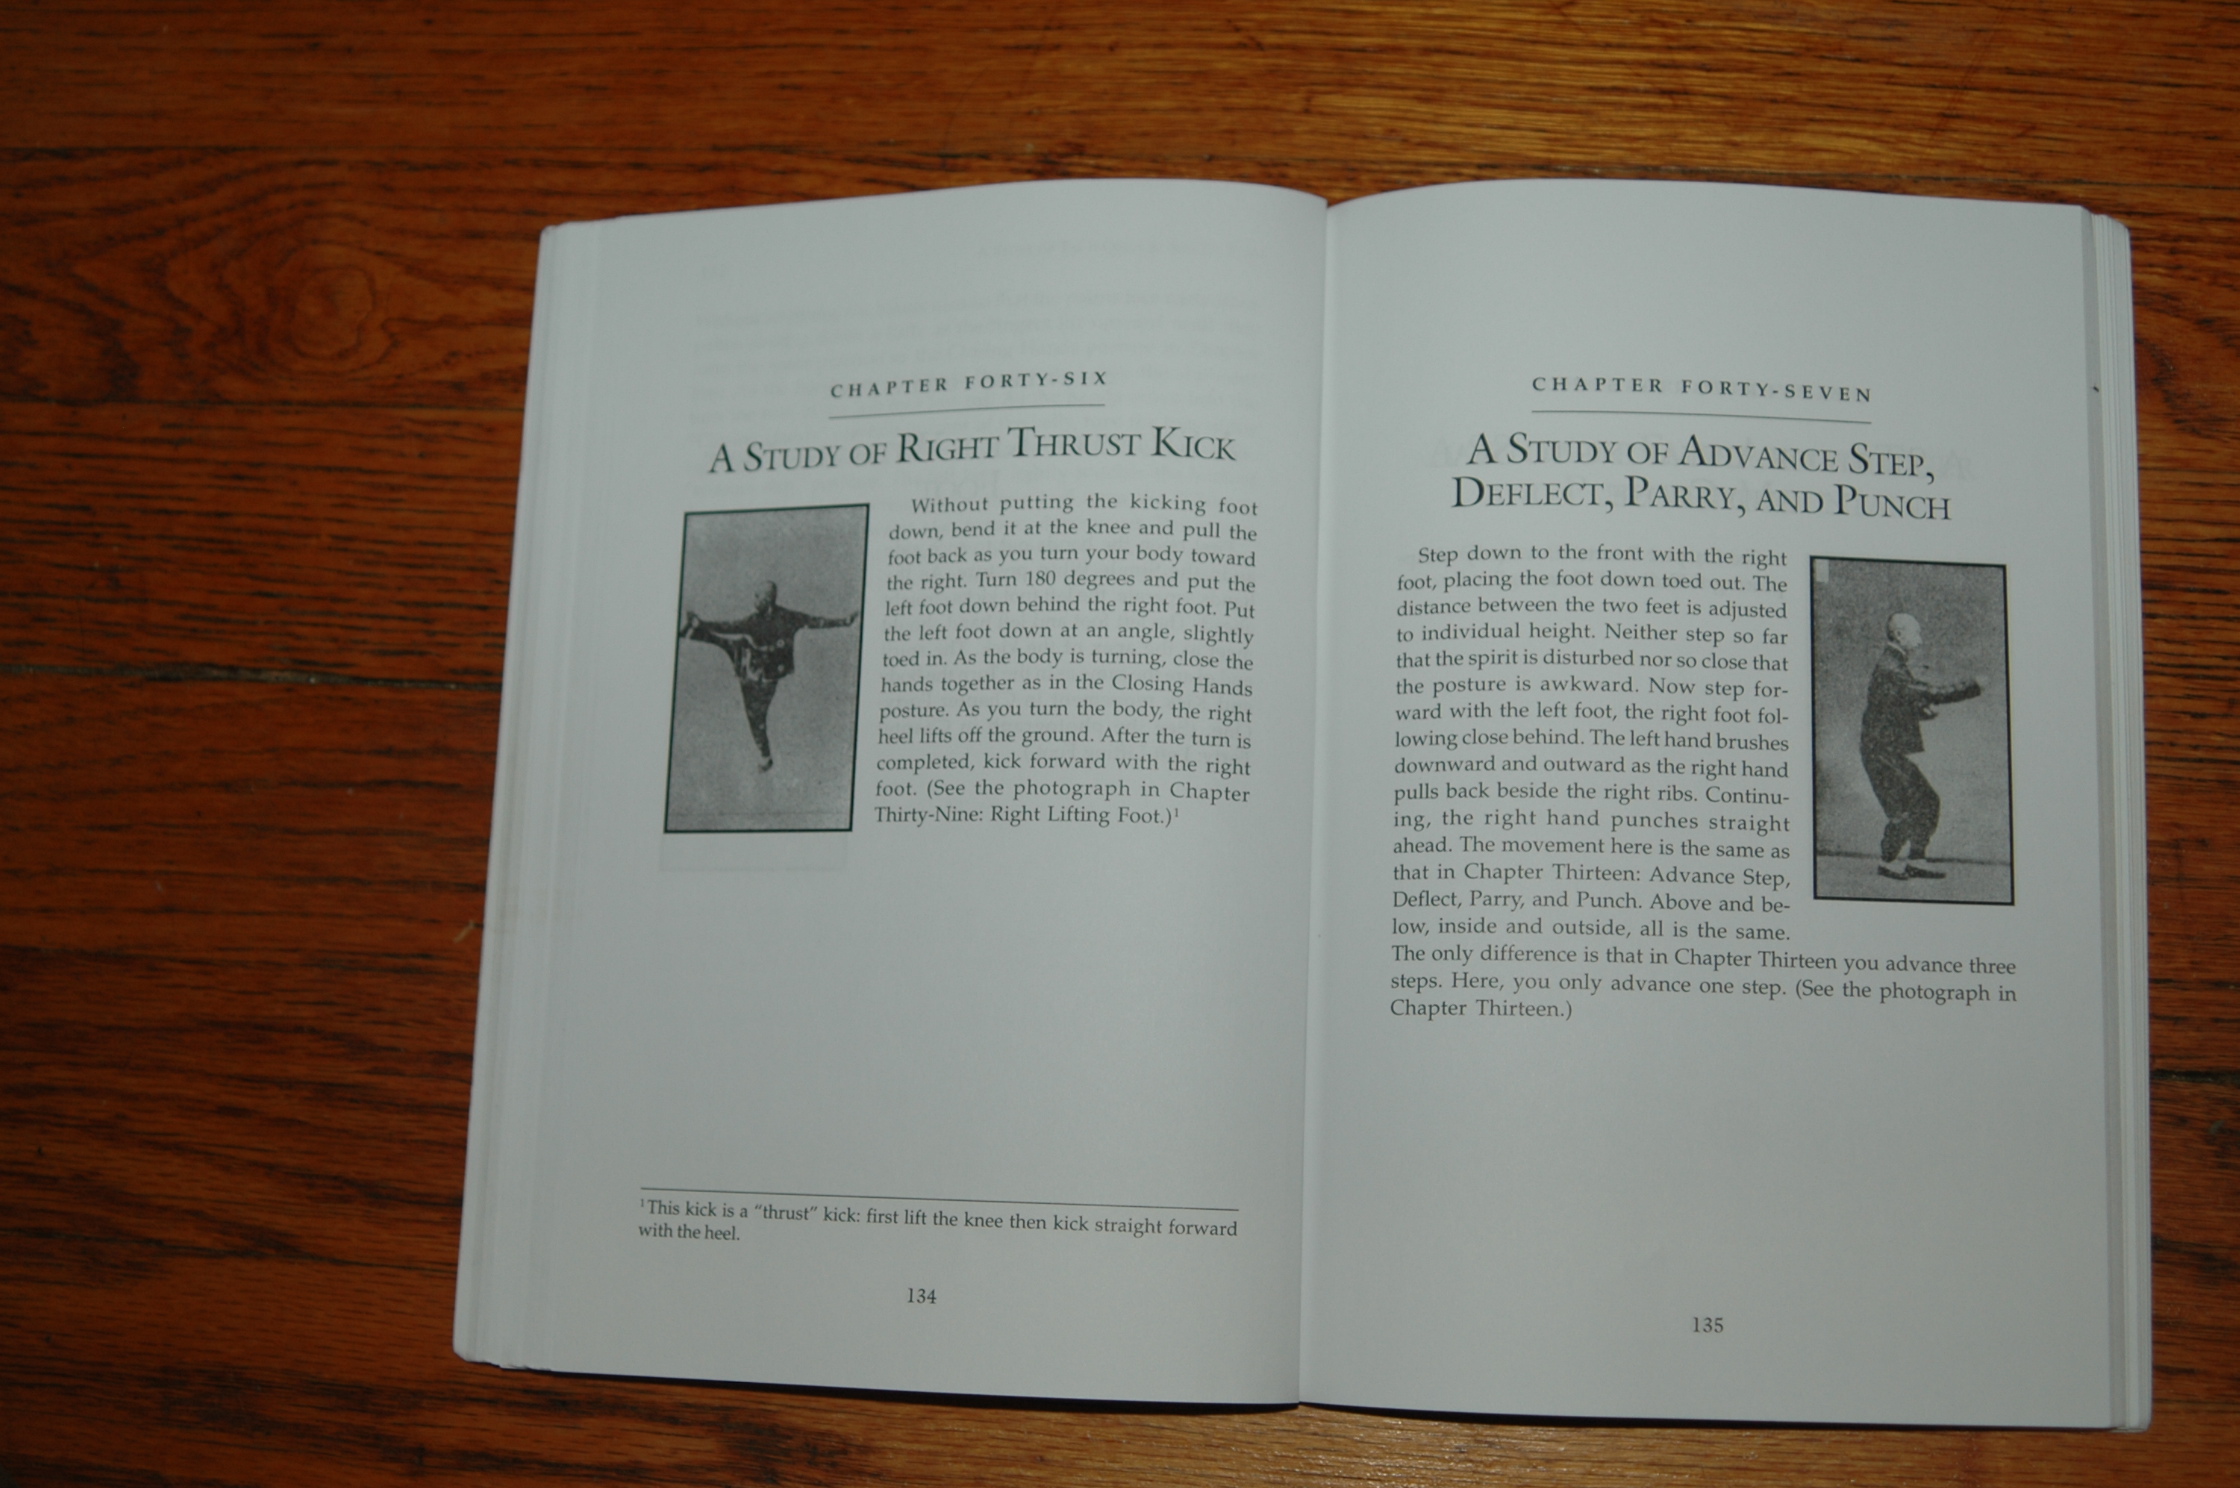 CHAPTER FORTY-SIX
A STUDY OF RIGHT THRUST KICK
Without putting the kicking foot
down, bend it at the knee and pull the
foot back as you turn your body toward
the right. Turn 180 degrees and put the
left foot down behind the right foot. Put
the left foot down at an angle, slightly
toed in. As the body is turning, close the
hands together as in the Closing Hands
posture. As you turn the body, the right
heel lifts off the ground. After the turn is
completed, kick forward with the right
foot. (See the photograph in Chapter
Thirty-Nine: Right Lifting Foot.)¹
¹This kick is a "thrust" kick: first lift the knee then kick straight forward
with the heel.
134
CHAPTER FORTY-SEVEN
A STUDY OF ADVANCE STEP,
DEFLECT, PARRY, AND PUNCH
Step down to the front with the right
foot, placing the foot down toed out. The
distance between the two feet is adjusted
to individual height. Neither step so far
that the spirit is disturbed nor so close that
the posture is awkward. Now step for-
ward with the left foot, the right foot fol-
lowing close behind. The left hand brushes
downward and outward as the right hand
pulls back beside the right ribs. Continu-
ing, the right hand punches straight
ahead. The movement here is the same as
that in Chapter Thirteen: Advance Step,
Deflect, Parry, and Punch. Above and be-
low, inside and outside, all is the same.
The only difference is that in Chapter Thirteen you advance three
steps. Here, you only advance one step. (See the photograph in
Chapter Thirteen.)
135